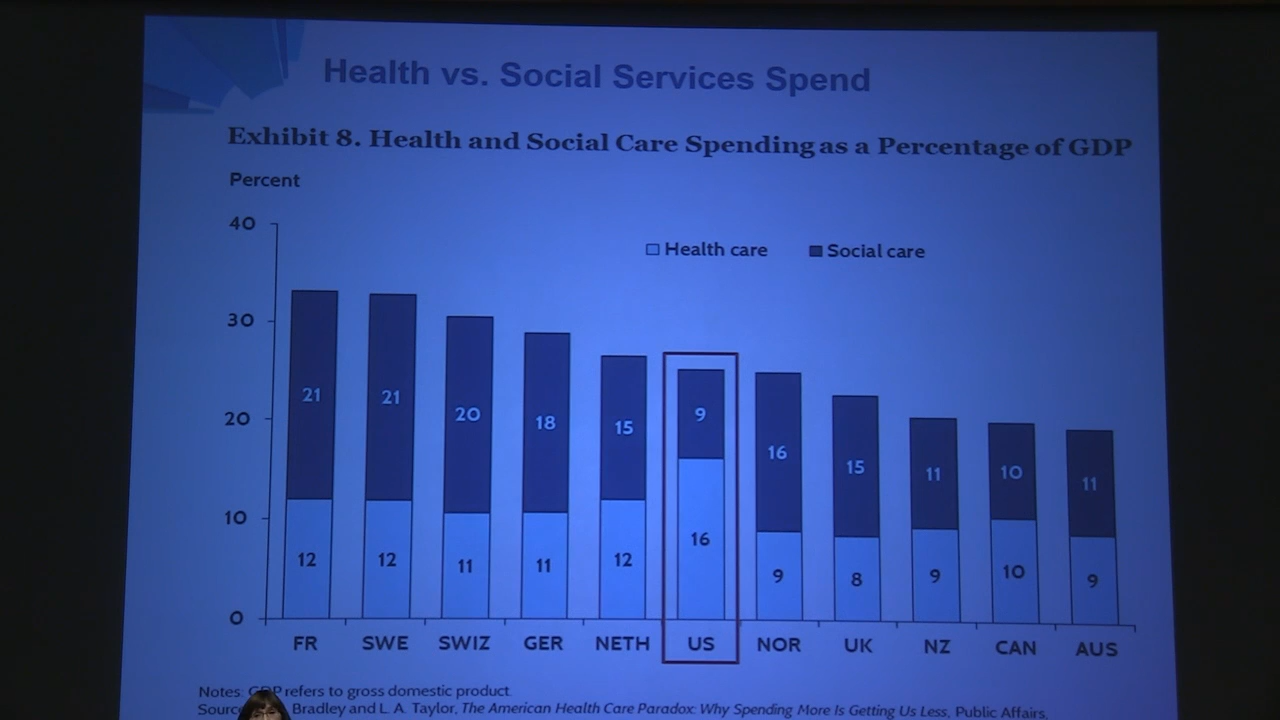 Health vs. Social Services Spend
Exhibit 8. Health and Social Care Spending as a Percentage of GDP
Percent
40
Health care Social care
30
20
10
0
21 21 20 18 15 9 16 15 11 10 11
12 12 11 11 12 16 9 8 9 10 9
FR SWE SWIZ GER NETH US NOR UK NZ CAN AUS
Notes: GDP refers to gross domestic product.
Bradley and L. A. Taylor, The American Health Care Paradox: Why Spending More Is Getting Us Less, Public Affairs,